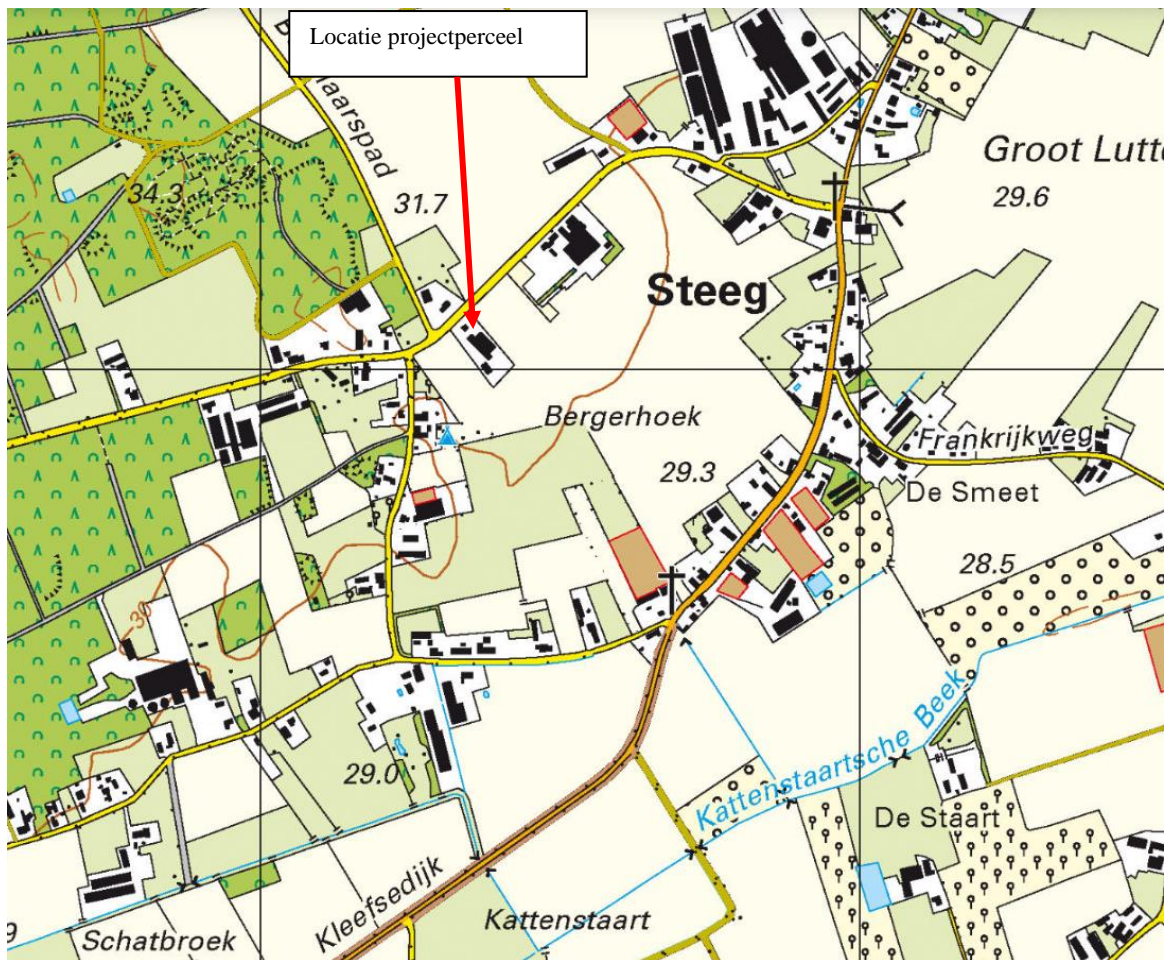 Locatie projectperceel
34.3
31.7
Groot Lutt
29.6
Steeg
Bergerhoek
29.3
Frankrijkweg
De Smeet
28.5
30
29.0
Kattenstaartsche Beek
De Staart
Kleefsedijk
Kattenstaart
Schatbroek
9